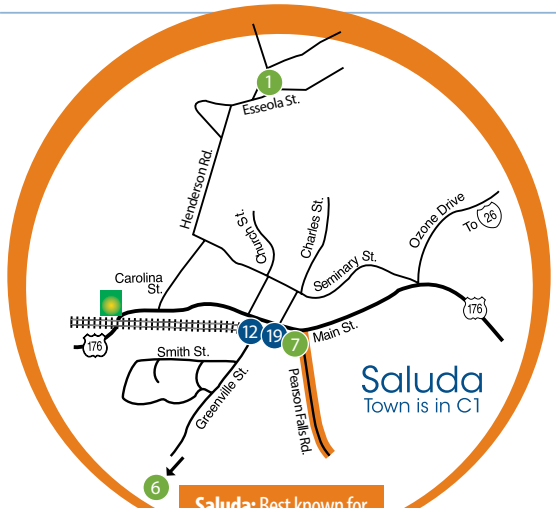 1
Esseola St.
Henderson Rd.
Church St.
Charles St.
Ozone Drive
To 26
Seminary St.
Carolina
St.
176
176
12
19
7
Main St.
Smith St.
Greenville St.
Pearson Falls Rd.
Saluda
Town is in C1
6
Saluda: Best known for